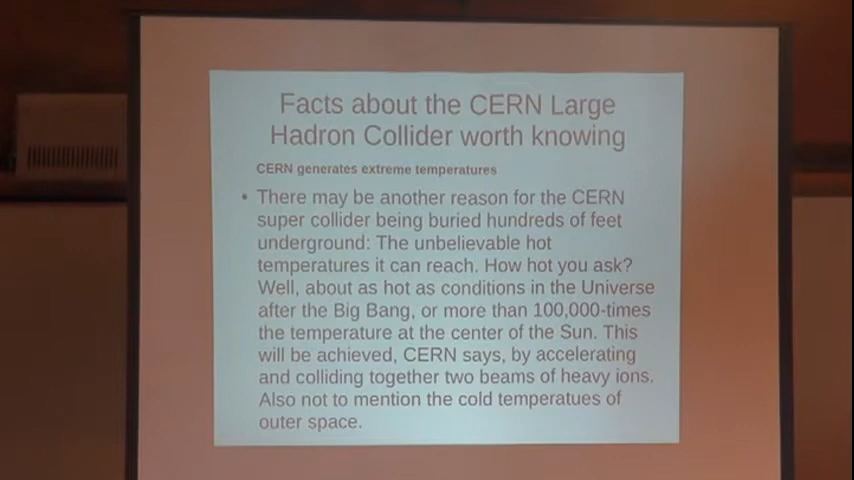 Facts about the CERN Large
Hadron Collider worth knowing
CERN generates extreme temperatures
• There may be another reason for the CERN
super collider being buried hundreds of feet
underground: The unbelievable hot
temperatures it can reach. How hot you ask?
Well, about as hot as conditions in the Universe
after the Big Bang, or more than 100,000-times
the temperature at the center of the Sun. This
will be achieved, CERN says, by accelerating
and colliding together two beams of heavy ions.
Also not to mention the cold temperatues of
outer space.